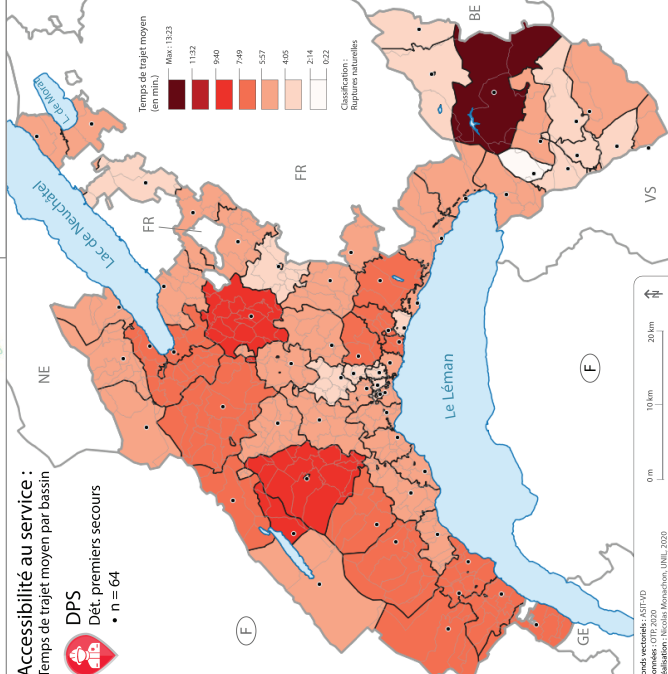 Accessibilité au service :
Temps de trajet moyen par bassin
DPS
Dét. premiers secours
• n = 64
NE
Lac de Neuchâtel
L. de Morat
FR
FR
BE
VS
GE
F
F
Le Léman
Temps de trajet moyen
(en min.)
Max : 13:23
11:32
9:40
7:49
5:57
4:05
2:14
0:22
Classification :
Ruptures naturelles
N
0 m 10 km 20 km
onds vectoriels : ASIT-VD
onnées : OTP, 2020
éalisation : Nicolas Monachon, UNIL, 2020